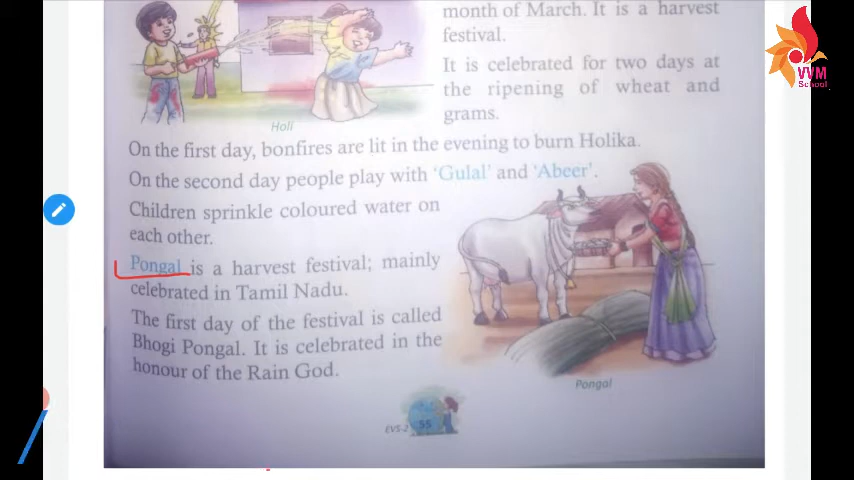 month of March. It is a harvest
festival.
It is celebrated for two days at
the ripening of wheat and
grams.
Holi
On the first day, bonfires are lit in the evening to burn Holika.
On the second day people play with ‘Gulal’ and ‘Abeer’.
Children sprinkle coloured water on
each other.
Pongal is a harvest festival; mainly
celebrated in Tamil Nadu.
The first day of the festival is called
Bhogi Pongal. It is celebrated in the
honour of the Rain God.
Pongal
EVS-2 55
VVM
School